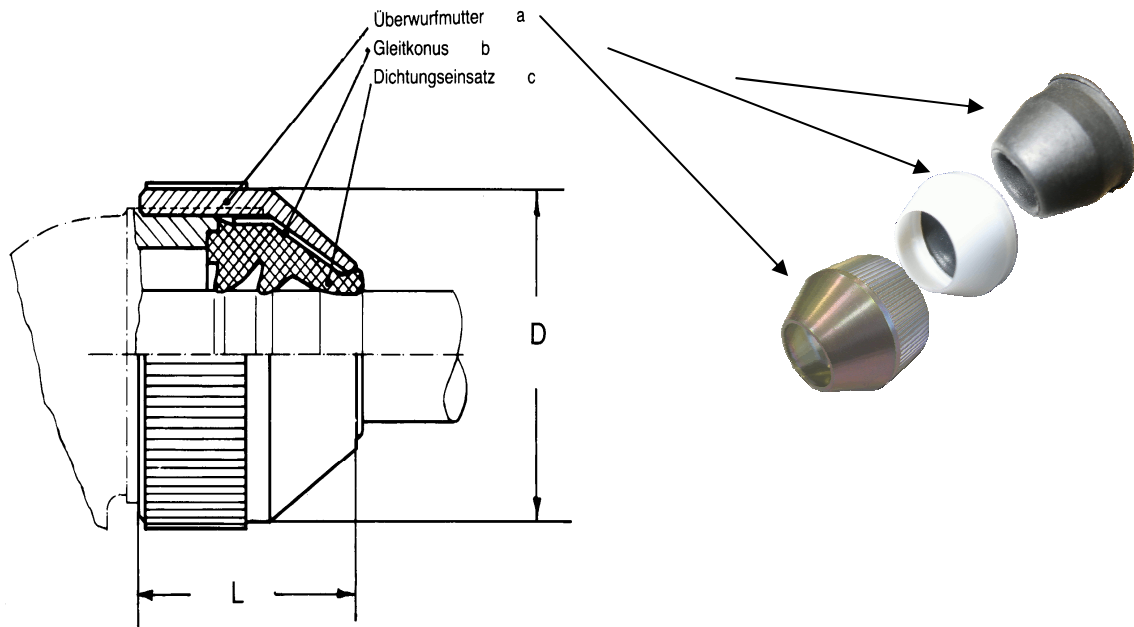 Überwurfmutter a
Gleitkonus b
Dichtungseinsatz c
D
L